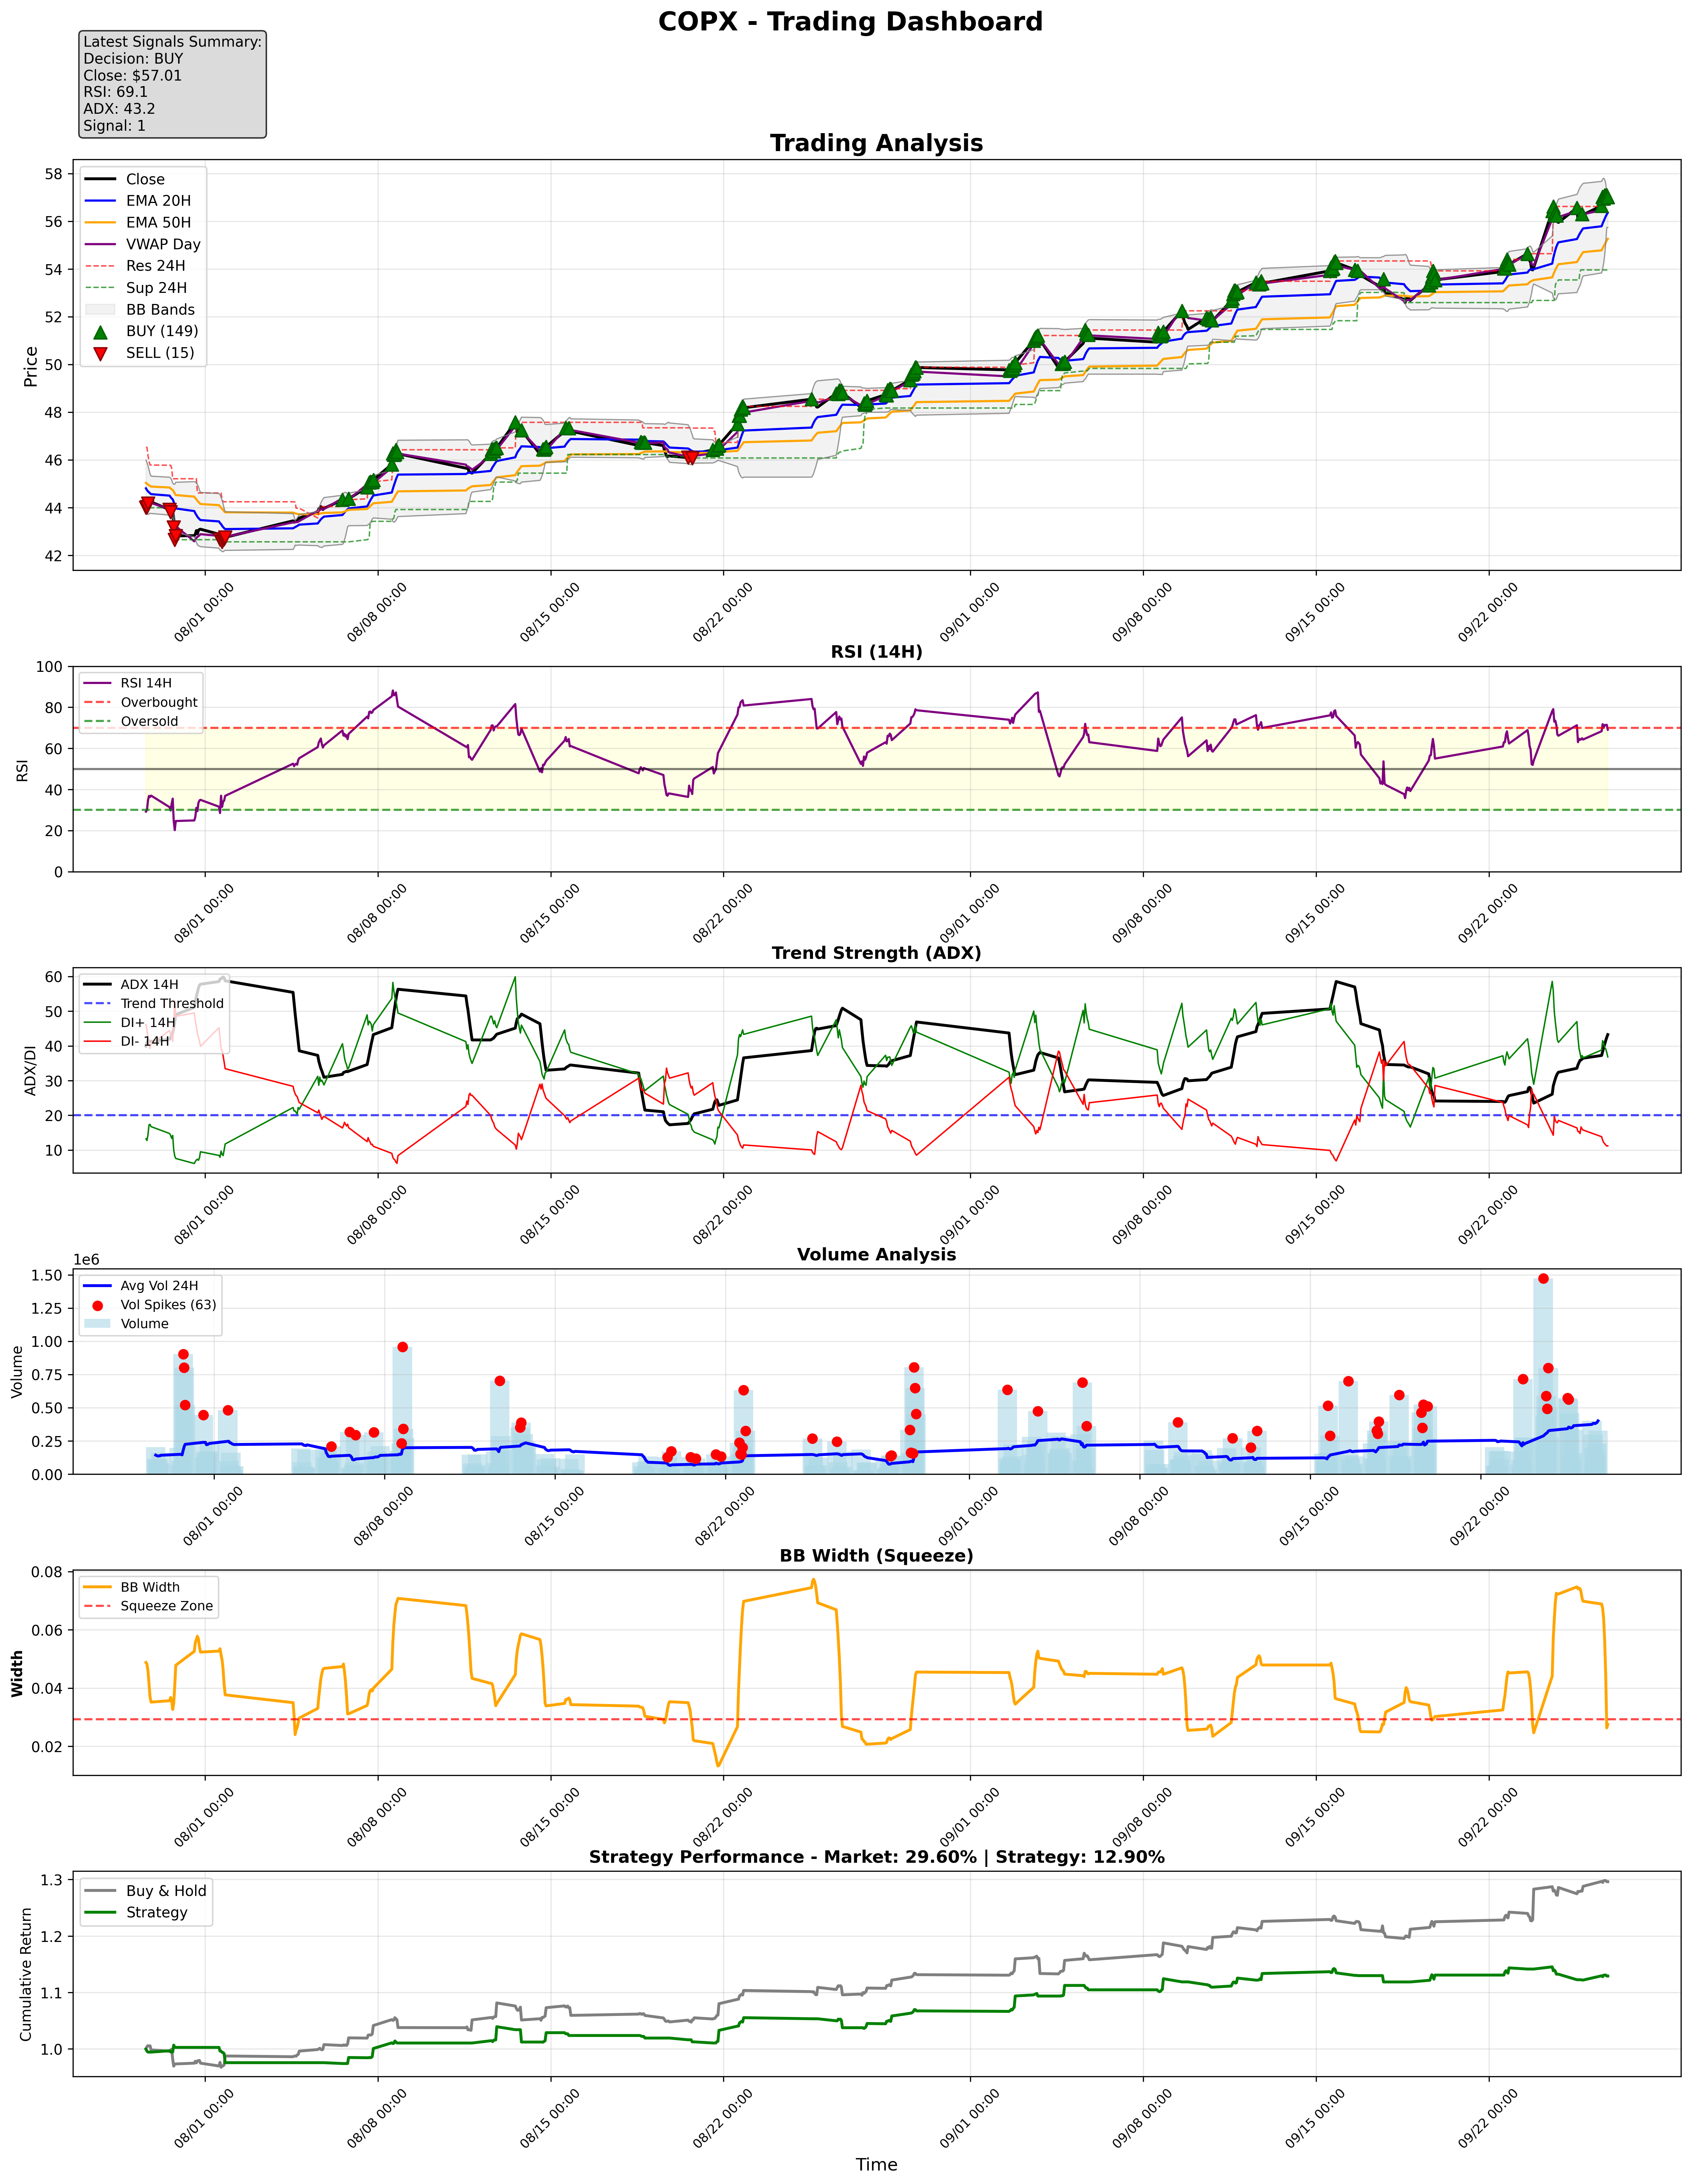 COPX - Trading Dashboard
Latest Signals Summary:
Decision: BUY
Close: $57.01
RSI: 69.1
ADX: 43.2
Signal: 1
Trading Analysis
Close
EMA 20H
EMA 50H
VWAP Day
Res 24H
Sup 24H
BB Bands
BUY (149)
SELL (15)
Price
58
56
54
52
50
48
46
44
42
08/01 00:00
08/08 00:00
08/15 00:00
08/22 00:00
09/01 00:00
09/08 00:00
09/15 00:00
09/22 00:00
RSI (14H)
RSI 14H
Overbought
Oversold
RSI
100
80
60
40
20
0
08/01 00:00
08/08 00:00
08/15 00:00
08/22 00:00
09/01 00:00
09/08 00:00
09/15 00:00
09/22 00:00
Trend Strength (ADX)
ADX 14H
Trend Threshold
DI+ 14H
DI- 14H
ADX/DI
60
50
40
30
20
10
08/01 00:00
08/08 00:00
08/15 00:00
08/22 00:00
09/01 00:00
09/08 00:00
09/15 00:00
09/22 00:00
Volume Analysis
1e6
Avg Vol 24H
Vol Spikes (63)
Volume
Volume
1.50
1.25
1.00
0.75
0.50
0.25
0.00
08/01 00:00
08/08 00:00
08/15 00:00
08/22 00:00
09/01 00:00
09/08 00:00
09/15 00:00
09/22 00:00
BB Width (Squeeze)
BB Width
Squeeze Zone
Width
0.08
0.06
0.04
0.02
08/01 00:00
08/08 00:00
08/15 00:00
08/22 00:00
09/01 00:00
09/08 00:00
09/15 00:00
09/22 00:00
Strategy Performance - Market: 29.60% | Strategy: 12.90%
Buy & Hold
Strategy
Cumulative Return
1.3
1.2
1.1
1.0
08/01 00:00
08/08 00:00
08/15 00:00
08/22 00:00
09/01 00:00
09/08 00:00
09/15 00:00
09/22 00:00
Time